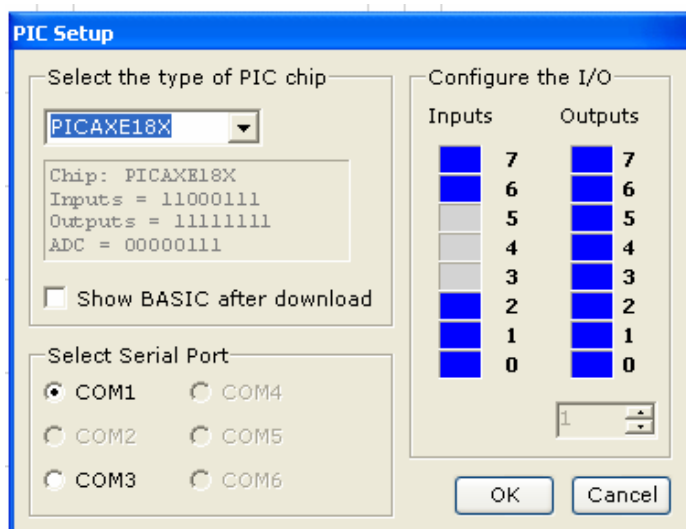 PIC Setup
Select the type of PIC chip
PICAXE18X
Chip: PICAXE18X
Inputs = 11000111
Outputs = 11111111
ADC = 00000111
Show BASIC after download
Select Serial Port
COM1 COM4
COM2 COM5
COM3 COM6
Configure the I/O
Inputs Outputs
7 7
6 6
5 5
4 4
3 3
2 2
1 1
0 0
1
OK Cancel